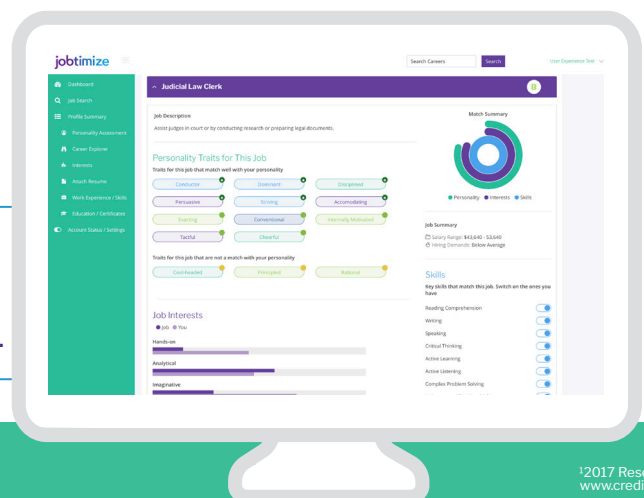 jobtimize
Search Careers
Search
User Experience Test
Dashboard
Job Search
Profile Summary
Personality Assessment
Career Explorer
Interests
Attach Resume
Work Experience / Skills
Education / Certificates
Account Status / Settings
Judicial Law Clerk
B
Job Description
Assist judges in court or by conducting research or preparing legal documents.
Personality Traits for This Job
Traits for this job that match well with your personality
Conductor
Dominant
Disciplined
Persuasive
Striving
Accomodating
Exacting
Conventional
Internally Motivated
Tactful
Cheerful
Traits for this job that are not a match with your personality
Cool-headed
Principled
Rational
Job Interests
Job You
Hands-on
Analytical
Imaginative
Match Summary
Personality Interests Skills
Job Summary
Salary Range: $43,640 - 53,640
Hiring Demands: Below Average
Skills
Key skills that match this job. Switch on the ones you
have
Reading Comprehension
Writing
Speaking
Critical Thinking
Active Learning
Active Listening
Complex Problem Solving
¹2017 Rese
www.credi